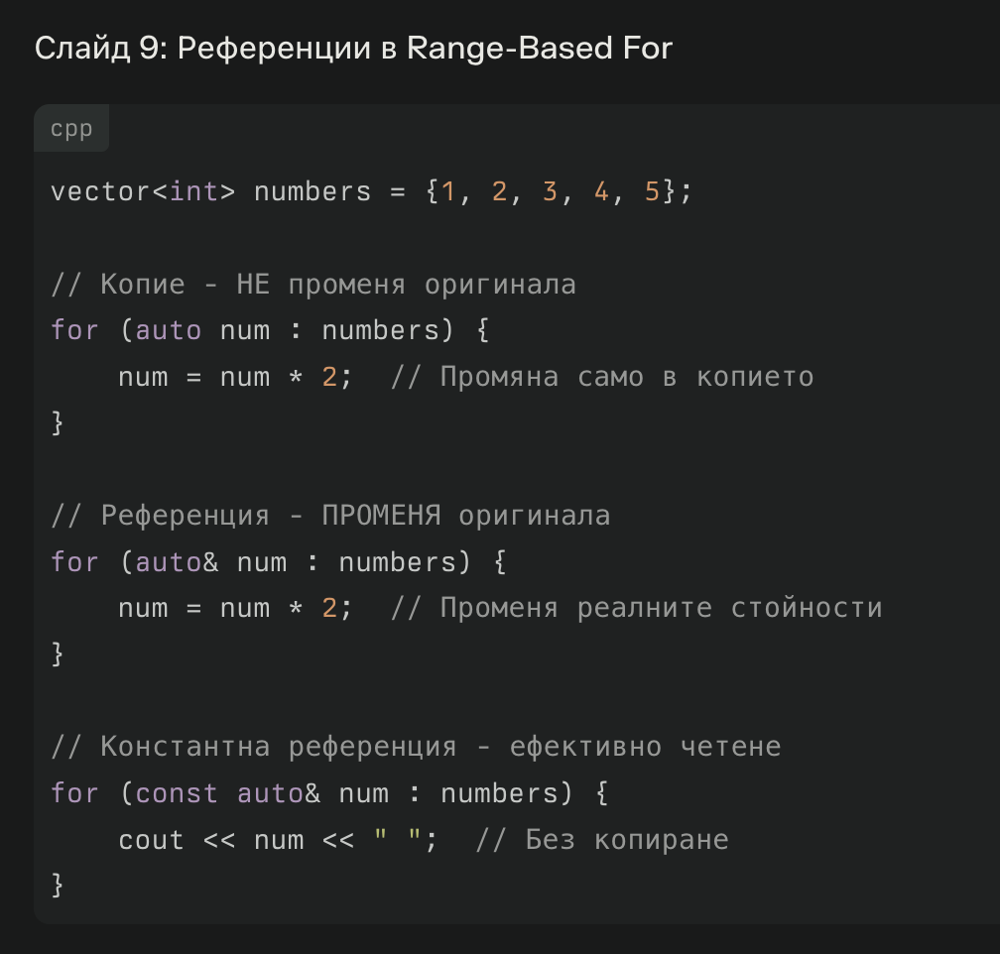 Слайд 9: Референции в Range-Based For
cpp
vector<int> numbers = {1, 2, 3, 4, 5};
// Копие - НЕ променя оригинала
for (auto num : numbers) {
    num = num * 2;  // Промяна само в копието
}
// Референция - ПРОМЕНЯ оригинала
for (auto& num : numbers) {
    num = num * 2;  // Променя реалните стойности
}
// Константна референция - ефективно четене
for (const auto& num : numbers) {
    cout << num << " ";  // Без копиране
}